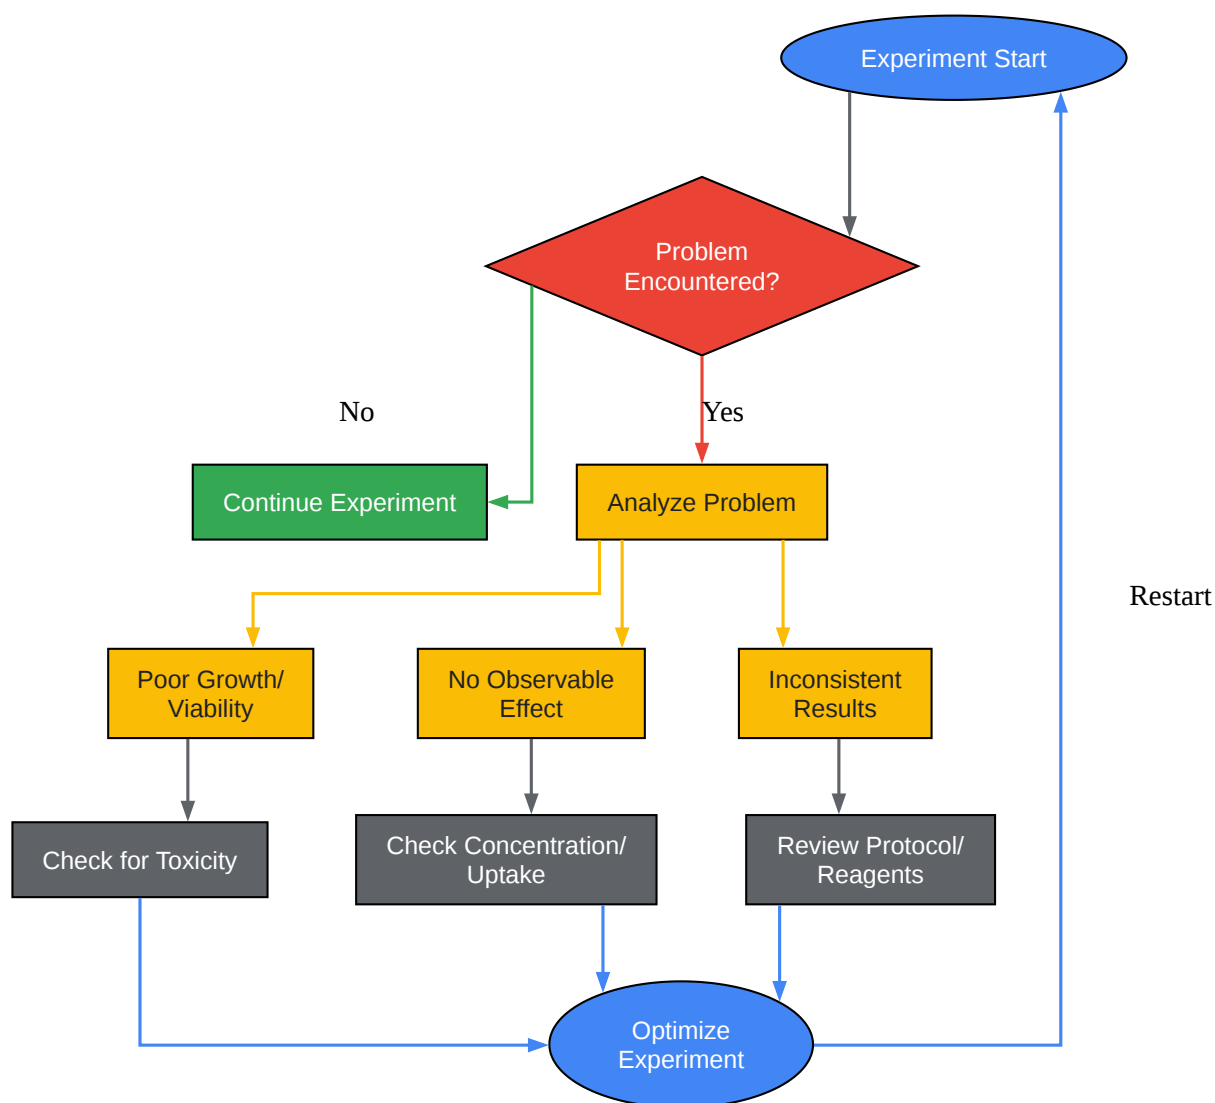 Experiment Start
Problem
Encountered?
No
Yes
Continue Experiment
Analyze Problem
Restart
Poor Growth/
Viability
No Observable
Effect
Inconsistent
Results
Check for Toxicity
Check Concentration/
Uptake
Review Protocol/
Reagents
Optimize
Experiment